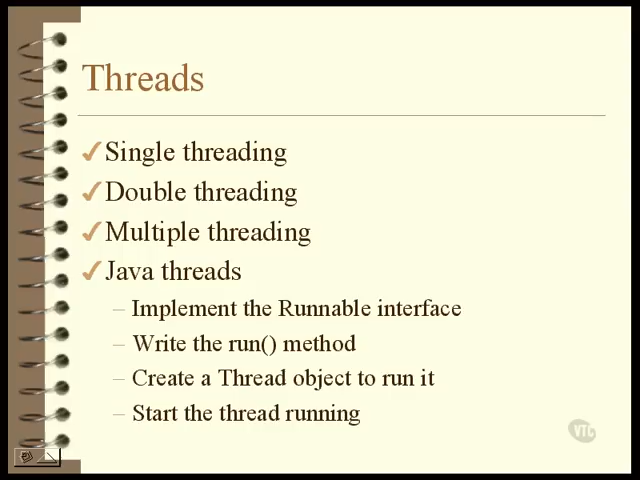 Threads
Single threading
Double threading
Multiple threading
Java threads
– Implement the Runnable interface
– Write the run() method
– Create a Thread object to run it
– Start the thread running
VTC